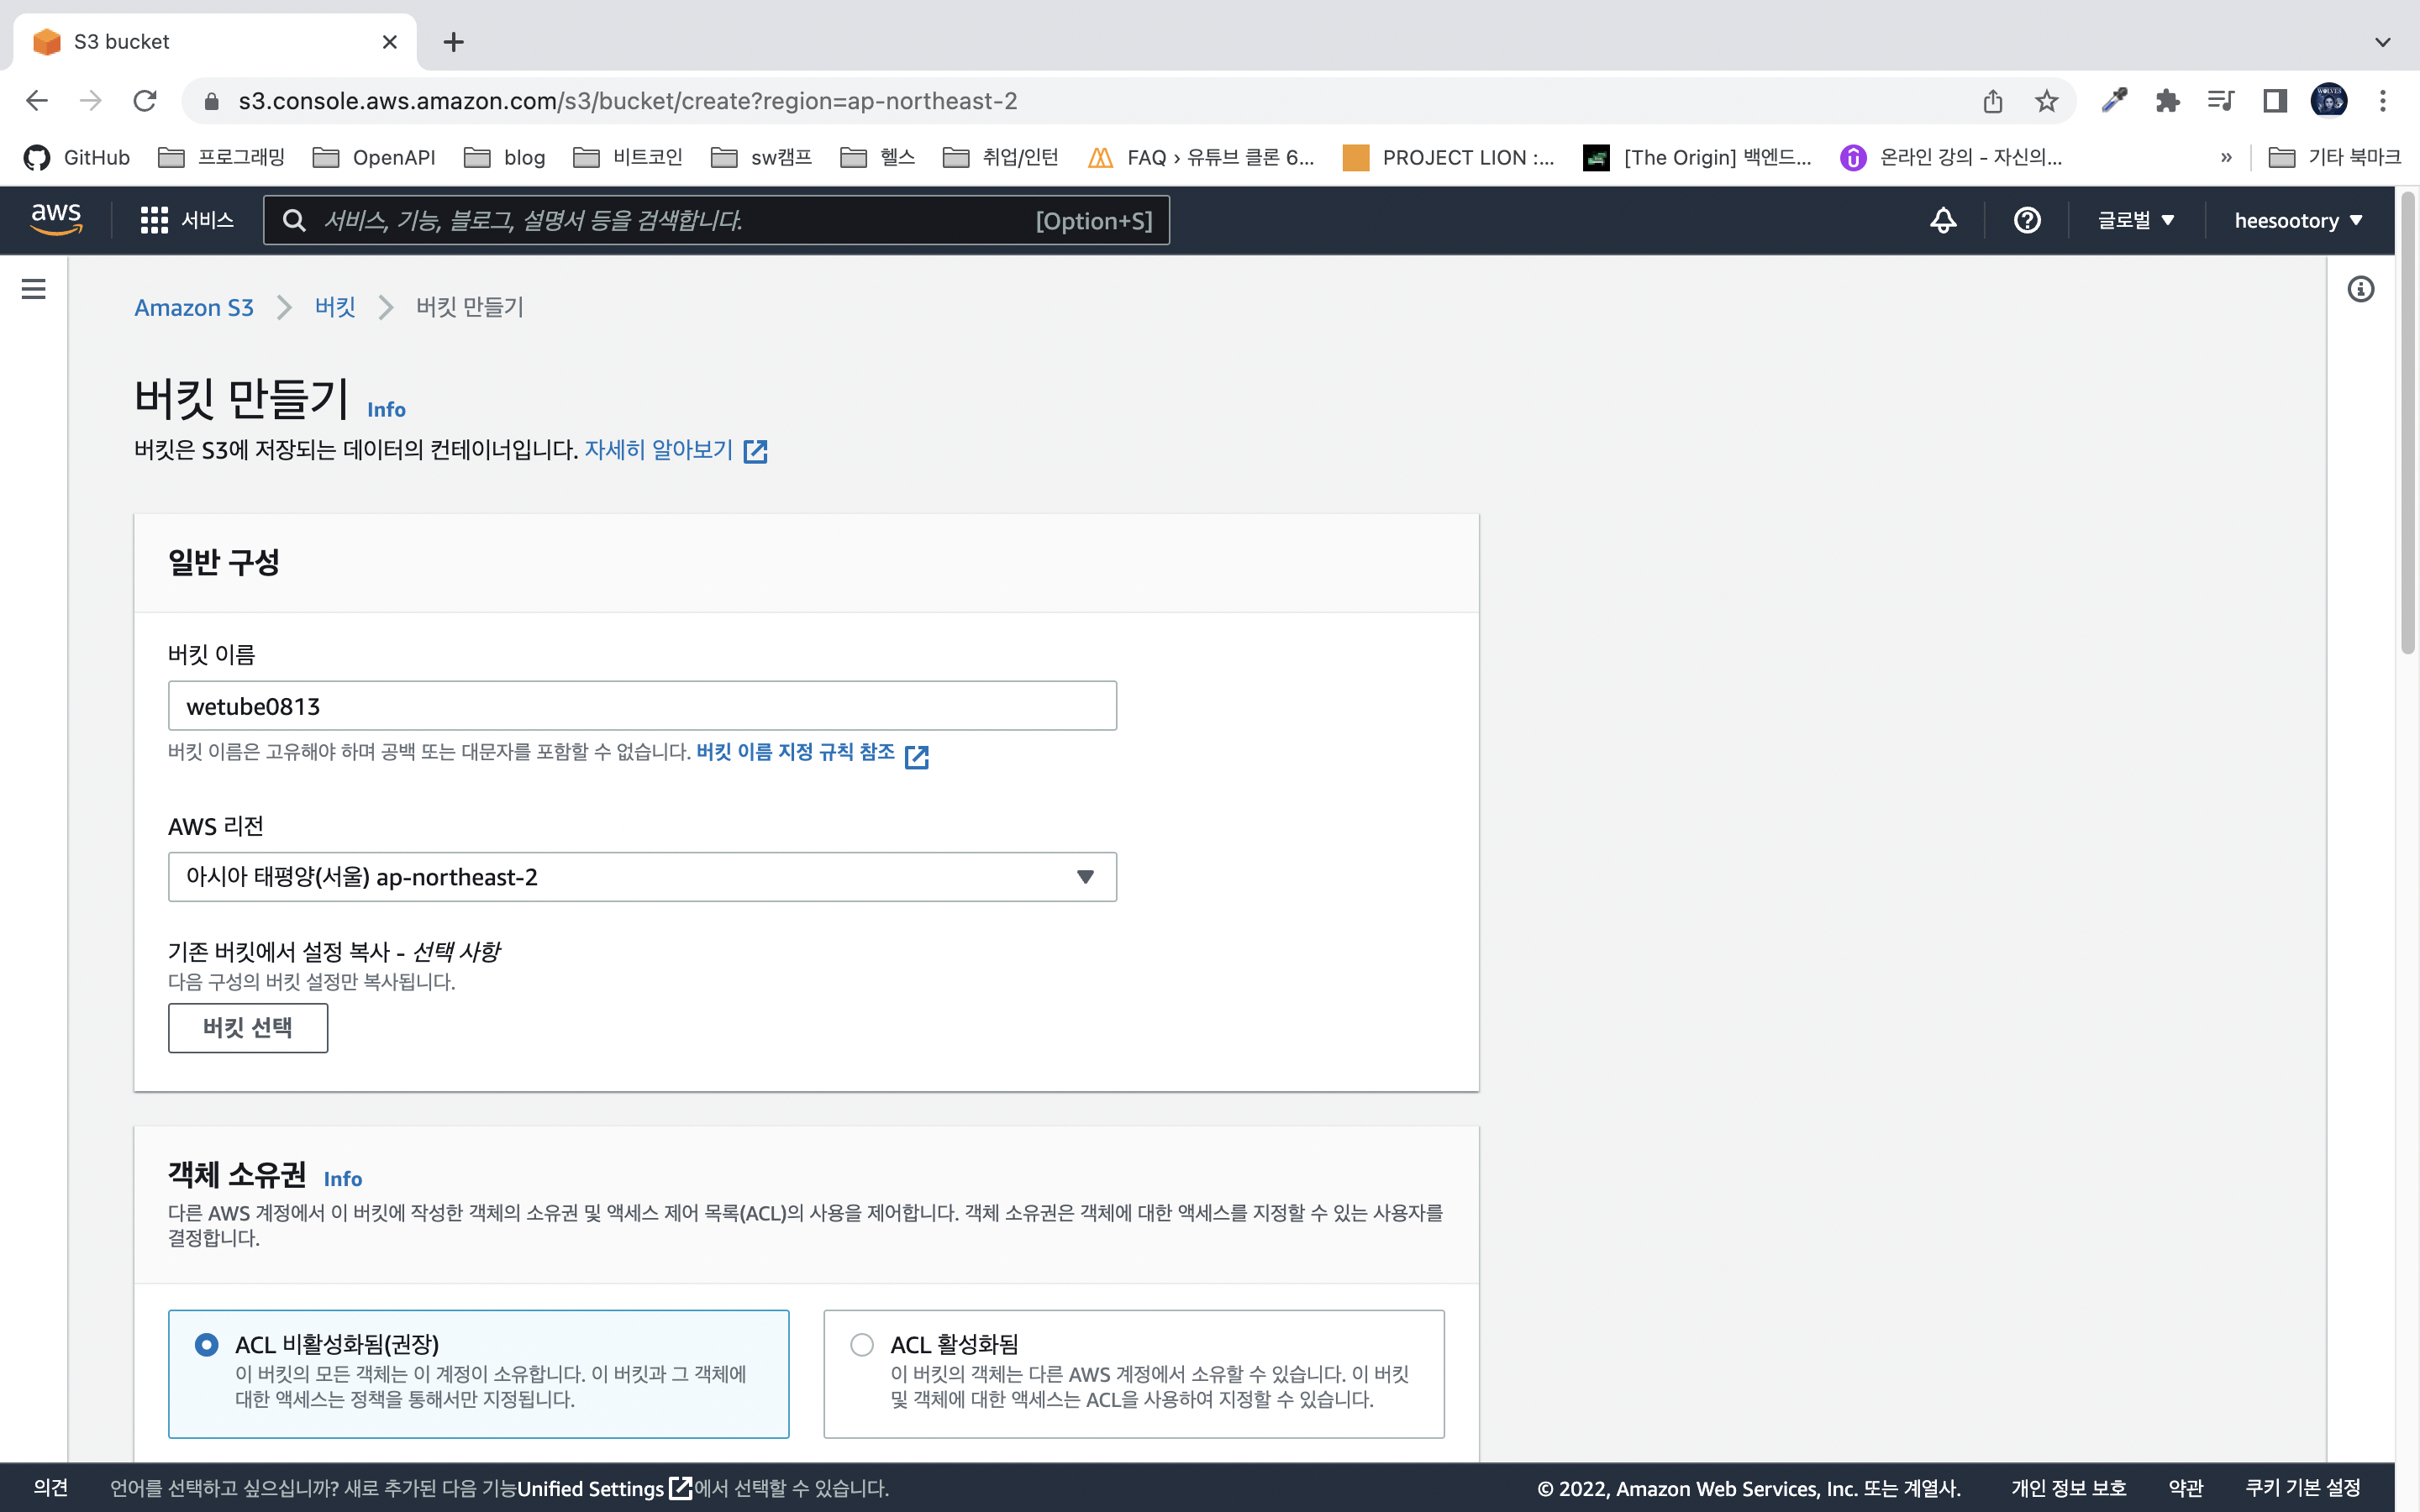 S3 bucket
s3.console.aws.amazon.com/s3/bucket/create?region=ap-northeast-2
GitHub 프로그래밍 OpenAPI blog 비트코인 sw캠프 헬스 취업/인턴 FAQ › 유튜브 클론 6... PROJECT LION :... [The Origin] 백엔드... 온라인 강의 - 자신의... » 기타 북마크
aws 서비스 서비스, 기능, 블로그, 설명서 등을 검색합니다. [Option+S] 글로벌 heesootory
Amazon S3 버킷 버킷 만들기
버킷 만들기 Info
버킷은 S3에 저장되는 데이터의 컨테이너입니다. 자세히 알아보기
일반 구성
버킷 이름
wetube0813
버킷 이름은 고유해야 하며 공백 또는 대문자를 포함할 수 없습니다. 버킷 이름 지정 규칙 참조
AWS 리전
아시아 태평양(서울) ap-northeast-2
기존 버킷에서 설정 복사 - 선택 사항
다음 구성의 버킷 설정만 복사됩니다.
버킷 선택
객체 소유권 Info
다른 AWS 계정에서 이 버킷에 작성한 객체의 소유권 및 액세스 제어 목록(ACL)의 사용을 제어합니다. 객체 소유권은 객체에 대한 액세스를 지정할 수 있는 사용자를
결정합니다.
ACL 비활성화됨(권장)
이 버킷의 모든 객체는 이 계정이 소유합니다. 이 버킷과 그 객체에
대한 액세스는 정책을 통해서만 지정됩니다.
ACL 활성화됨
이 버킷의 객체는 다른 AWS 계정에서 소유할 수 있습니다. 이 버킷
및 객체에 대한 액세스는 ACL을 사용하여 지정할 수 있습니다.
의견 언어를 선택하고 싶으십니까? 새로 추가된 다음 기능Unified Settings에서 선택할 수 있습니다. © 2022, Amazon Web Services, Inc. 또는 계열사. 개인 정보 보호 약관 쿠키 기본 설정